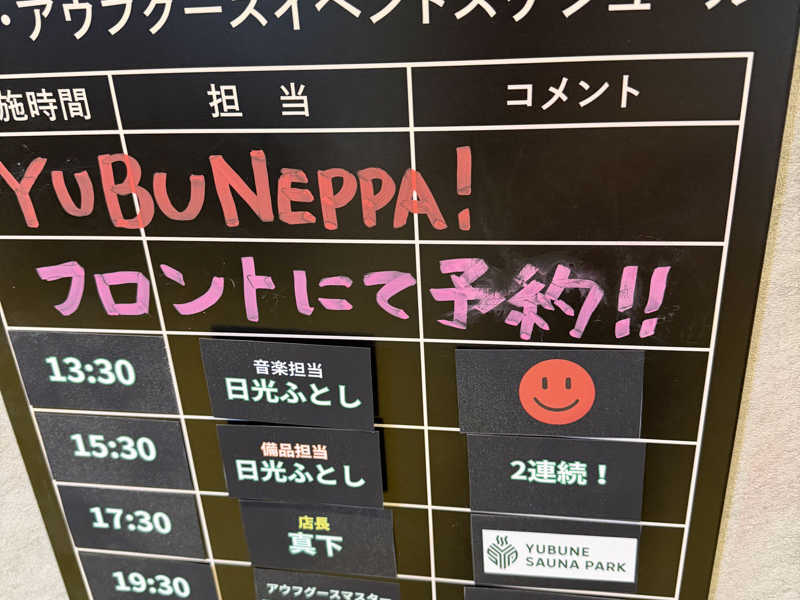 ・アウフグースイベントスケジュール
施時間 担当 コメント
YUBUNEPPA!
フロントにて予約!!
13:30 音楽担当
日光ふとし
15:30 備品担当
日光ふとし 2連続!
17:30 店長
真下 YUBUNE
SAUNA PARK
19:30 アウフグースマスター